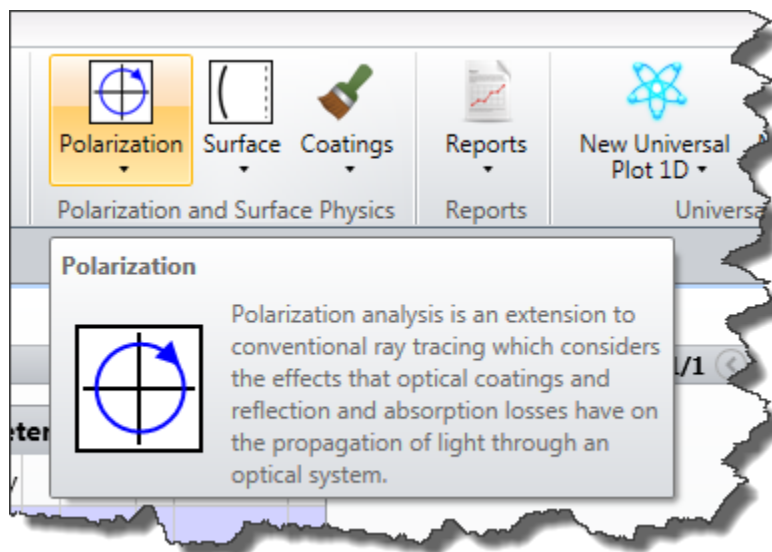 Polarization Surface Coatings Reports New Universal
Plot 1D
Polarization and Surface Physics Reports Universa
Polarization
Polarization analysis is an extension to
conventional ray tracing which considers
the effects that optical coatings and
reflection and absorption losses have on
the propagation of light through an
optical system.
1/1
eter